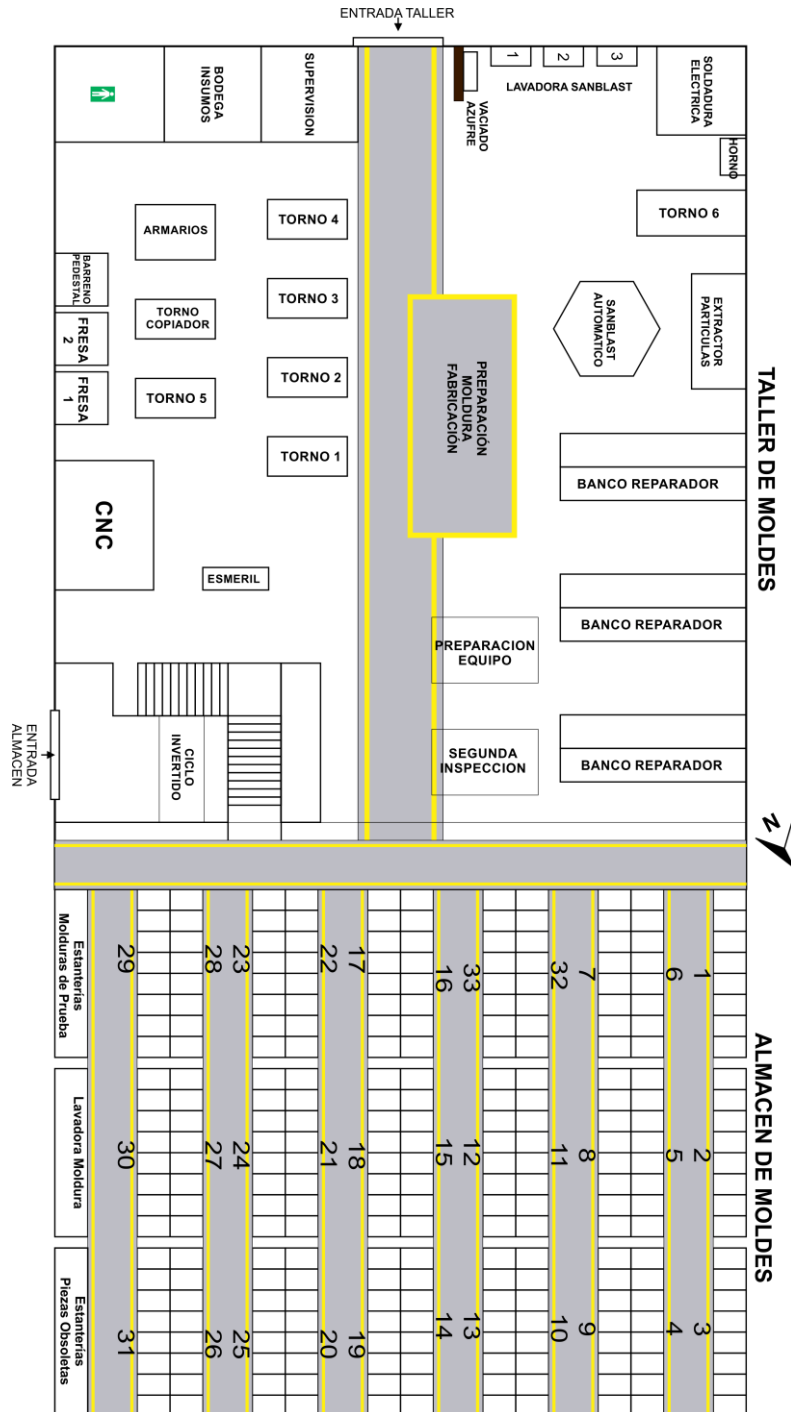 ENTRADA TALLER
BODEGA
INSUMOS
SUPERVISION
VACIADO
AZUFRE
1
2
3
LAVADORA SANBLAST
SOLDADURA
ELECTRICA
HORNO
TORNO 6
ARMARIOS
TORNO 4
BARRENO
PEDESTAL
TORNO
COPIADOR
TORNO 3
SANBLAST
AUTOMATICO
EXTRACTOR
PARTICULAS
FRESA
2
FRESA
1
TORNO 5
TORNO 2
TORNO 1
PREPARACIÓN
MOLDURA
FABRICACIÓN
TALLER DE MOLDES
BANCO REPARADOR
CNC
ESMERIL
BANCO REPARADOR
PREPARACION
EQUIPO
SEGUNDA
INSPECCION
BANCO REPARADOR
ENTRADA
ALMACEN
CICLO
INVERTIDO
N
ALMACEN DE MOLDES
Estanterias
Molduras de Prueba
29
28
23
22
17
16
33
32
7
6
1
Lavadora Moldura
30
27
24
21
18
15
12
11
8
5
2
Estanterias
Piezas Obsoletas
31
26
25
20
19
14
13
10
9
4
3